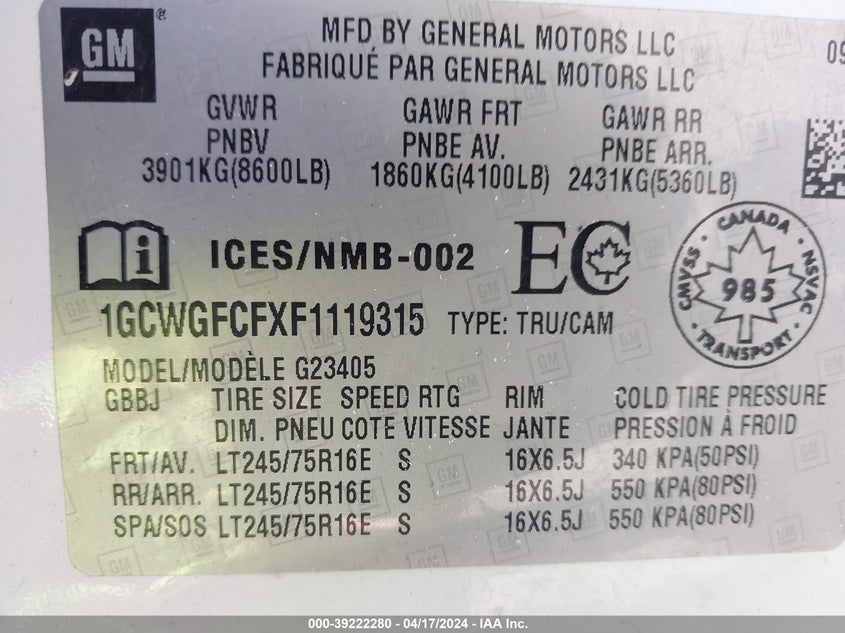 GM ®
MFD BY GENERAL MOTORS LLC
FABRIQUÉ PAR GENERAL MOTORS LLC
09
GVWR GAWR FRT GAWR RR
PNBV PNBE AV. PNBE ARR.
3901KG(8600LB) 1860KG(4100LB) 2431KG(5360LB)
i ICES/NMB-002 EC
CANADA
CMVSS 985 NSVAC
TRANSPORT
1GCWGFCFXF1119315 TYPE: TRU/CAM
MODEL/MODÈLE G23405
GBBJ TIRE SIZE SPEED RTG RIM COLD TIRE PRESSURE
DIM. PNEU COTE VITESSE JANTE PRESSION À FROID
FRT/AV. LT245/75R16E S 16X6.5J 340 KPA(50PSI)
RR/ARR. LT245/75R16E S 16X6.5J 550 KPA(80PSI)
SPA/SOS LT245/75R16E S 16X6.5J 550 KPA(80PSI)
000-39222280 - 04/17/2024 - IAA Inc.